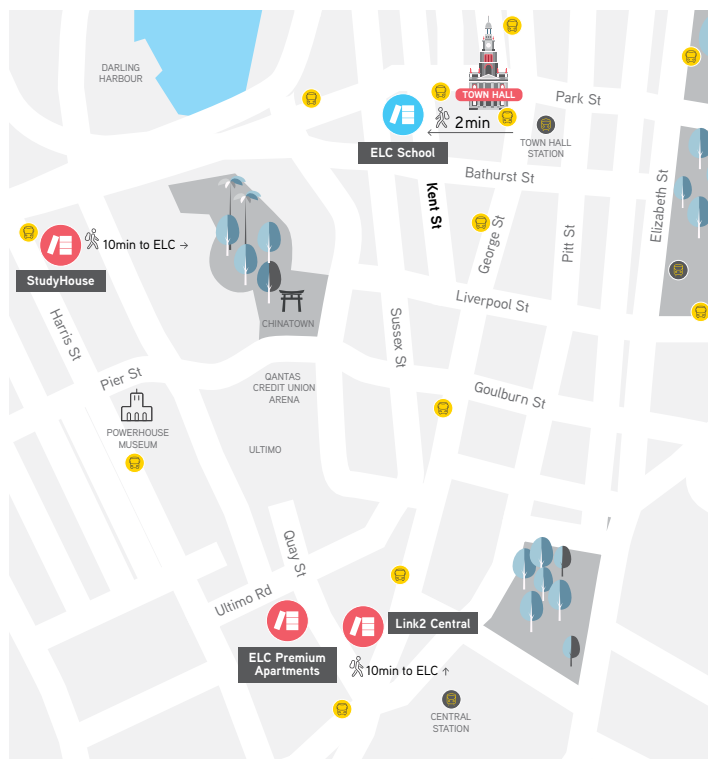 DARLING
HARBOUR
TOWN HALL
Park St
2min
TOWN HALL
STATION
ELC School
Bathurst St
Kent St
George St
Pitt St
Elizabeth St
10min to ELC →
StudyHouse
Harris St
CHINATOWN
Liverpool St
Sussex St
Pier St
QANTAS
CREDIT UNION
ARENA
Goulburn St
POWERHOUSE
MUSEUM
ULTIMO
Quay St
Ultimo Rd
Link2 Central
ELC Premium
Apartments
10min to ELC ↑
CENTRAL
STATION